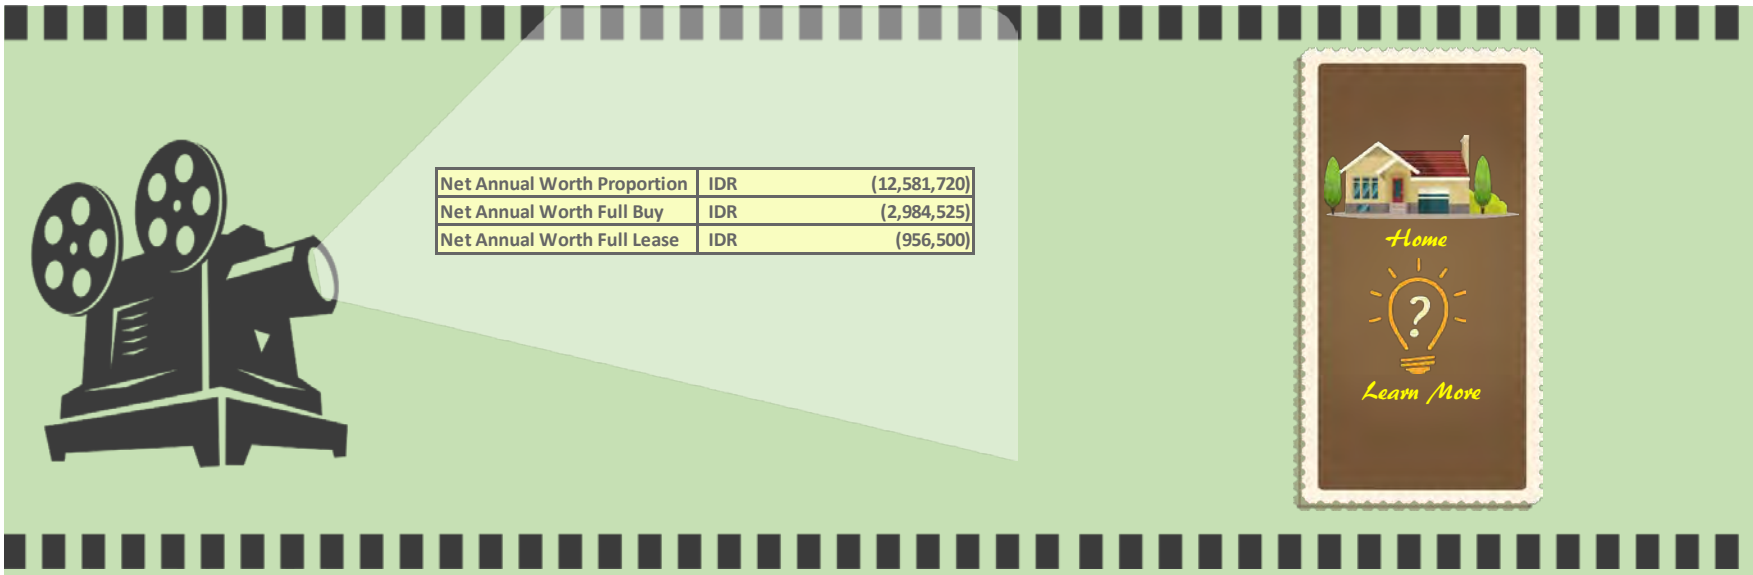 Net Annual Worth Proportion IDR (12,581,720)
Net Annual Worth Full Buy IDR (2,984,525)
Net Annual Worth Full Lease IDR (956,500)
Home
?
Learn More